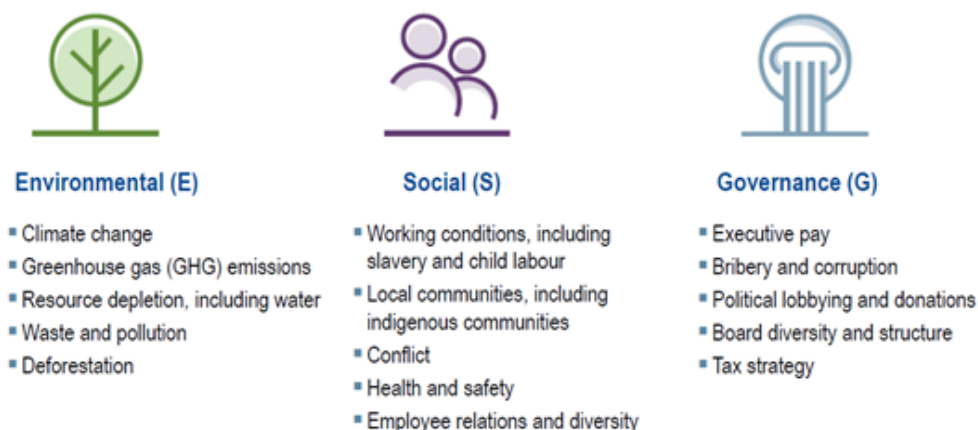 Environmental (E)
▪ Climate change
▪ Greenhouse gas (GHG) emissions
▪ Resource depletion, including water
▪ Waste and pollution
▪ Deforestation
Social (S)
▪ Working conditions, including
slavery and child labour
▪ Local communities, including
indigenous communities
▪ Conflict
▪ Health and safety
▪ Employee relations and diversity
Governance (G)
▪ Executive pay
▪ Bribery and corruption
▪ Political lobbying and donations
▪ Board diversity and structure
▪ Tax strategy